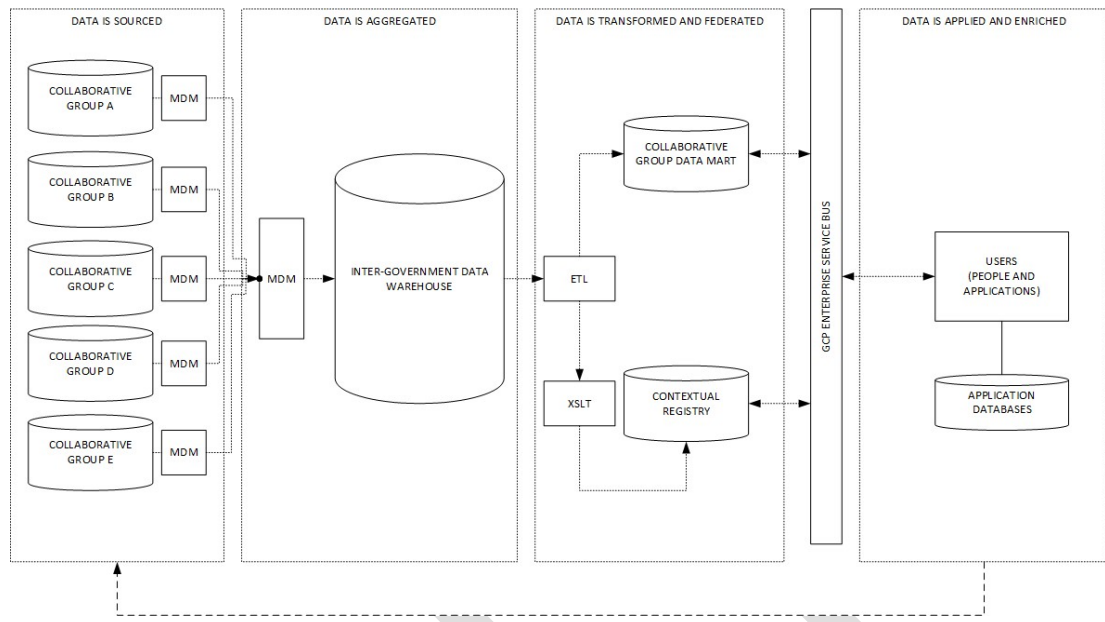 DATA IS SOURCED
COLLABORATIVE
GROUP A
MDM
COLLABORATIVE
GROUP B
MDM
COLLABORATIVE
GROUP C
MDM
COLLABORATIVE
GROUP D
MDM
COLLABORATIVE
GROUP E
MDM
DATA IS AGGREGATED
MDM
INTER-GOVERNMENT DATA
WAREHOUSE
DATA IS TRANSFORMED AND FEDERATED
COLLABORATIVE
GROUP DATA MART
ETL
XSLT
CONTEXTUAL
REGISTRY
GCP ENTERPRISE SERVICE BUS
DATA IS APPLIED AND ENRICHED
USERS
(PEOPLE AND
APPLICATIONS)
APPLICATION
DATABASES